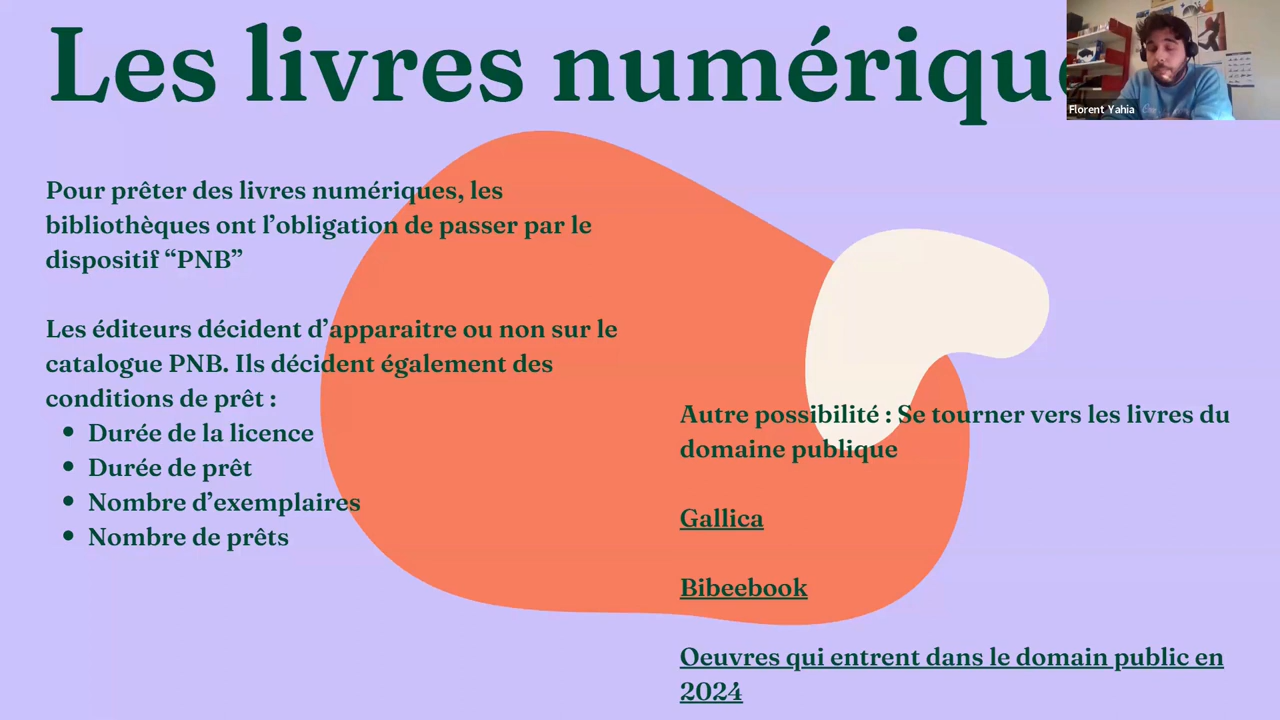 Les livres numérique
Florent Yahia
Pour prêter des livres numériques, les
bibliothèques ont l’obligation de passer par le
dispositif “PNB”
Les éditeurs décident d’apparaitre ou non sur le
catalogue PNB. Ils décident également des
conditions de prêt :
• Durée de la licence
• Durée de prêt
• Nombre d’exemplaires
• Nombre de prêts
Autre possibilité : Se tourner vers les livres du
domaine publique
Gallica
Bibeebook
Oeuvres qui entrent dans le domain public en
2024